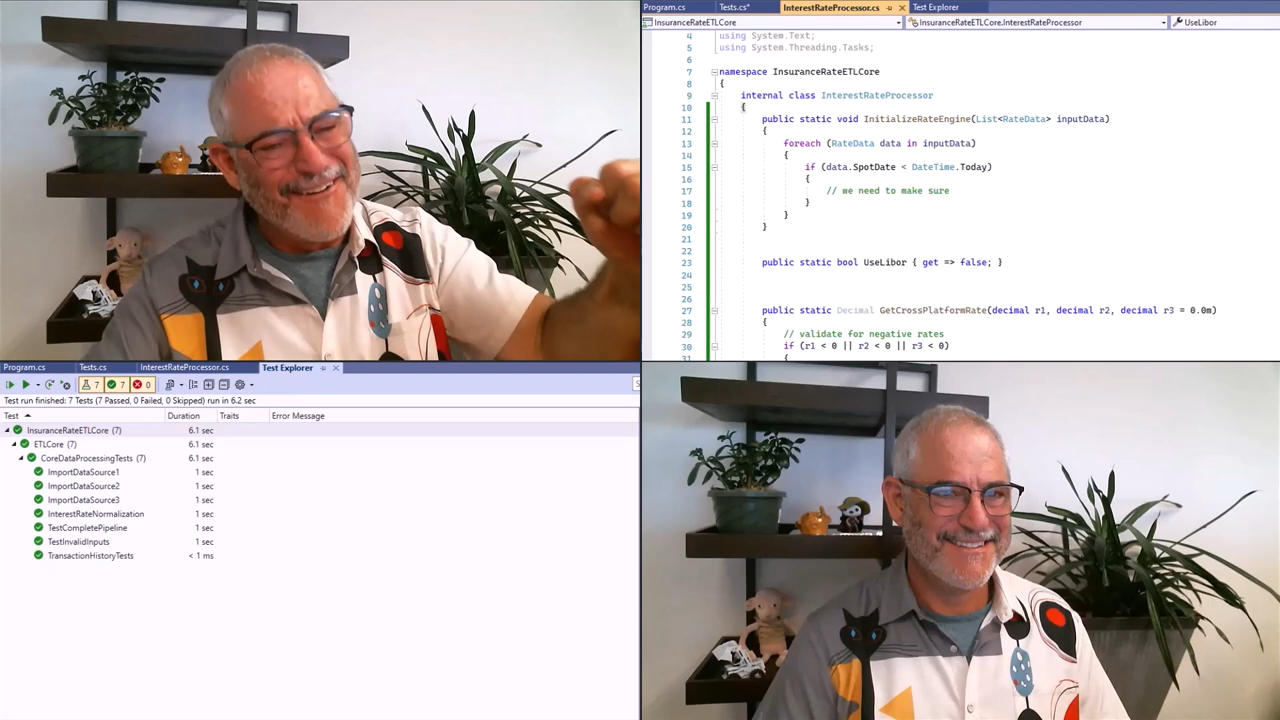 Program.cs Tests.cs* InterestRateProcessor.cs Test Explorer
InsuranceRateETLCore InsuranceRateETLCore.InterestRateProcessor UseLibor
4 using System.Text;
5 using System.Threading.Tasks;
6
7 namespace InsuranceRateETLCore
8 {
9 internal class InterestRateProcessor
10 {
11 public static void InitializeRateEngine(List<RateData> inputData)
12 {
13 foreach (RateData data in inputData)
14 {
15 if (data.SpotDate < DateTime.Today)
16 {
17 // we need to make sure
18 }
19 }
20 }
21
22
23 public static bool UseLibor { get => false; }
24
25
26
27 public static Decimal GetCrossPlatformRate(decimal r1, decimal r2, decimal r3 = 0.0m)
28 {
29 // validate for negative rates
30 if (r1 < 0 || r2 < 0 || r3 < 0)
31 {
Program.cs Tests.cs InterestRateProcessor.cs Test Explorer
7 7 0
Test run finished: 7 Tests (7 Passed, 0 Failed, 0 Skipped) run in 6.2 sec
Test Duration Traits Error Message
InsuranceRateETLCore (7) 6.1 sec
ETLCore (7) 6.1 sec
CoreDataProcessingTests (7) 6.1 sec
ImportDataSource1 1 sec
ImportDataSource2 1 sec
ImportDataSource3 1 sec
InterestRateNormalization 1 sec
TestCompletePipeline 1 sec
TestInvalidInputs 1 sec
TransactionHistoryTests < 1 ms